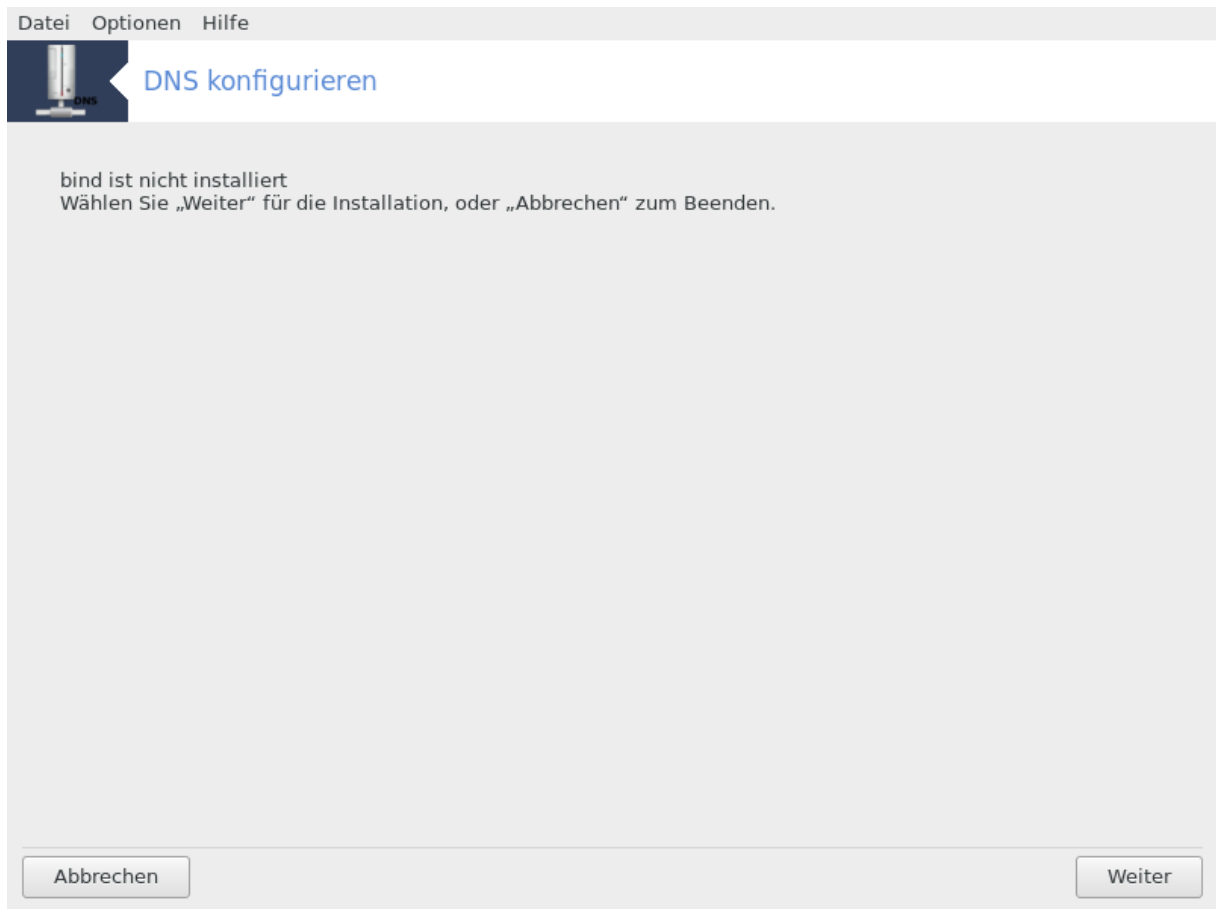 Datei Optionen Hilfe
DNS
DNS konfigurieren
bind ist nicht installiert
Wählen Sie „Weiter“ für die Installation, oder „Abbrechen“ zum Beenden.
Abbrechen Weiter